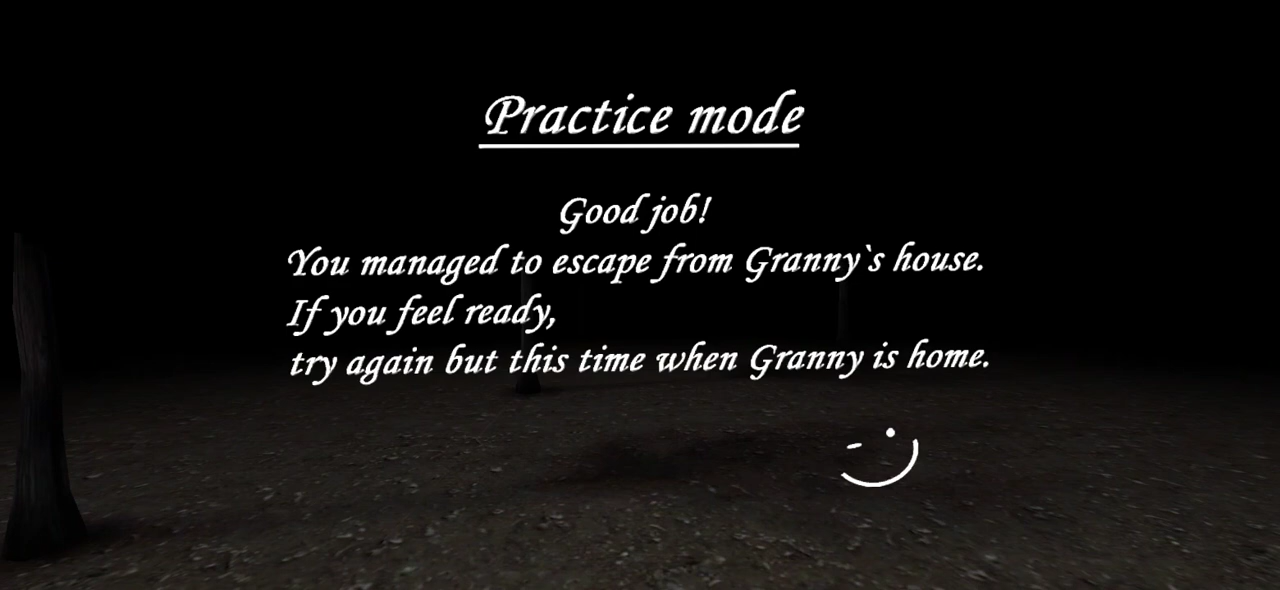 Practice mode
Good job!
You managed to escape from Granny`s house.
If you feel ready,
try again but this time when Granny is home.